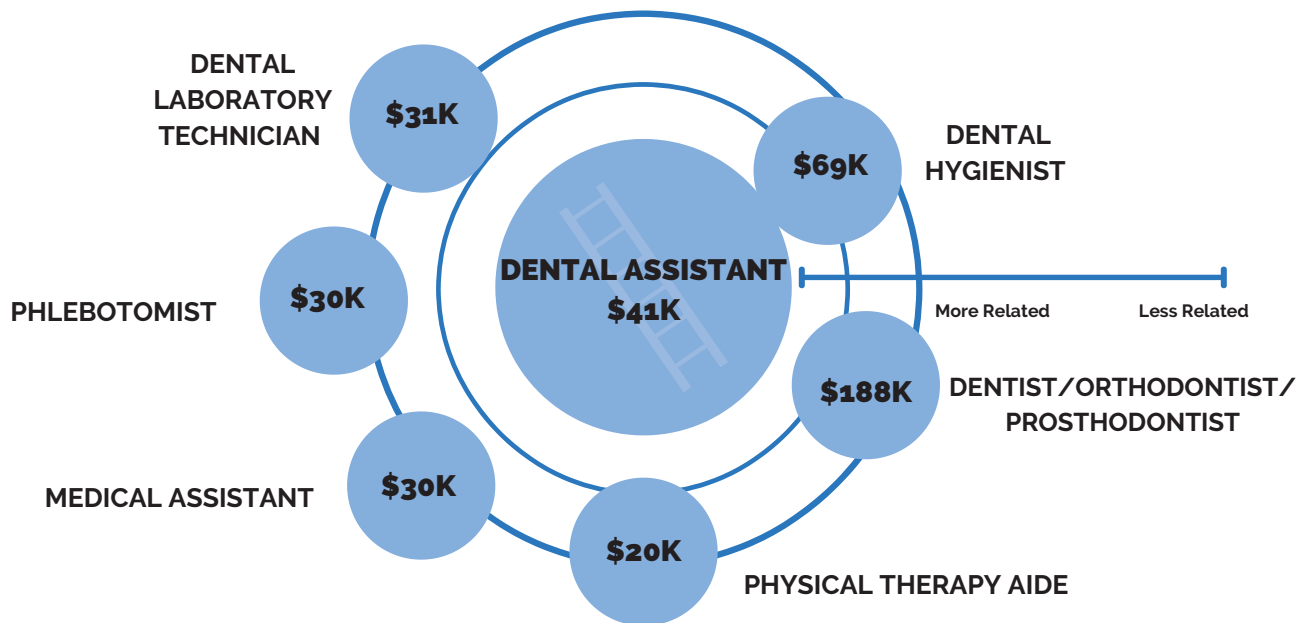 DENTAL
LABORATORY
TECHNICIAN
$31K
$69K
DENTAL
HYGIENIST
DENTAL ASSISTANT
$41K
PHLEBOTOMIST
$30K
More Related
Less Related
$188K
DENTIST/ORTHODONTIST/
PROSTHODONTIST
MEDICAL ASSISTANT
$30K
$20K
PHYSICAL THERAPY AIDE